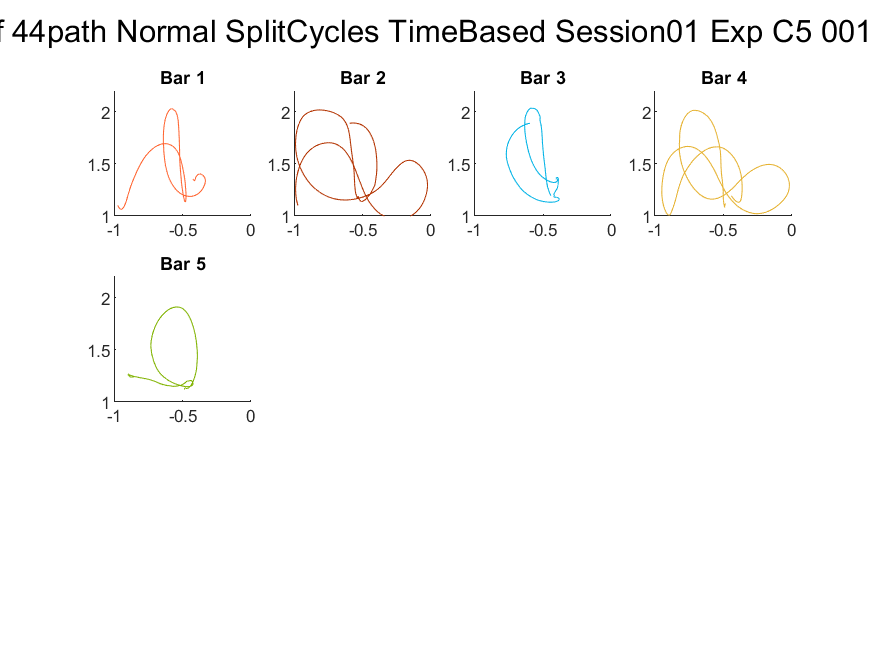 f 44path Normal SplitCycles TimeBased Session01 Exp C5 001
Bar 1 Bar 2 Bar 3 Bar 4
2 2 2 2
1.5 1.5 1.5 1.5
1 1 1 1
-1 -0.5 0 -1 -0.5 0 -1 -0.5 0 -1 -0.5 0
Bar 5
2
1.5
1
-1 -0.5 0